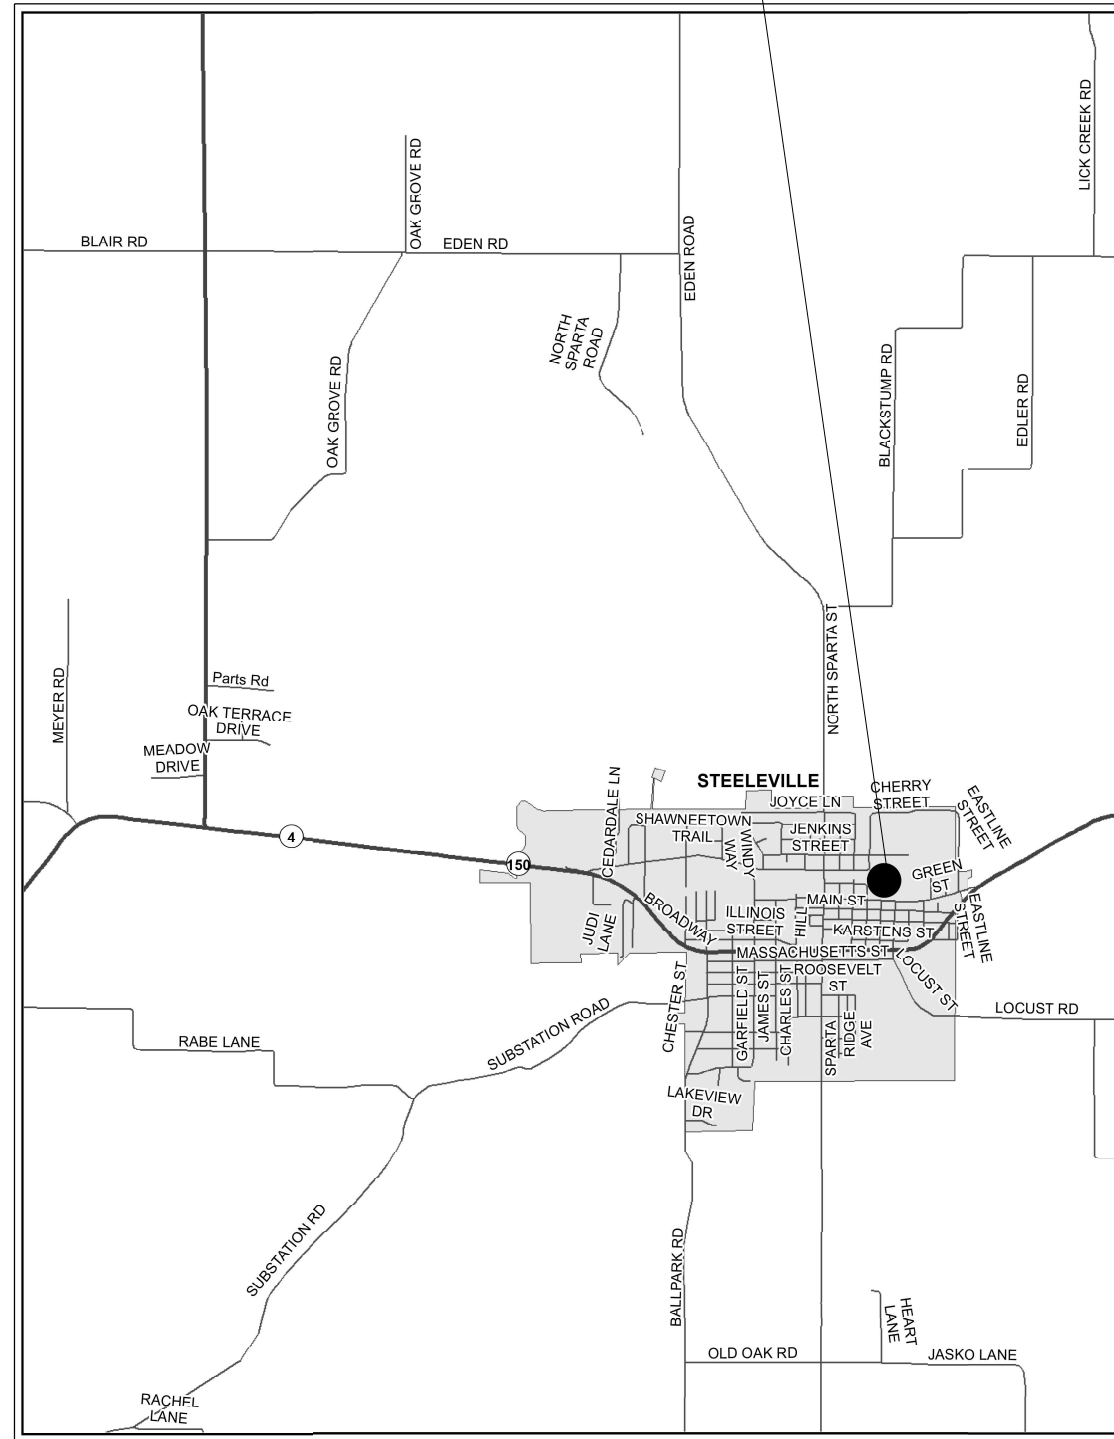 LICK CREEK RD
OAK GROVE RD
BLAIR RD
EDEN RD
EDEN ROAD
NORTH
SPARTA
ROAD
OAK GROVE RD
BLACKSTUMP RD
EDLER RD
NORTH SPARTA ST
MEYER RD
Parts Rd
OAK TERRACE
DRIVE
MEADOW
DRIVE
STEELEVILLE
CEDARDALE LN
JOYCE LN
CHERRY
STREET
EASTLINE
STREET
SHAWNEETOWN
TRAIL
WINDY
WAY
JENKINS
STREET
4
150
GREEN
ST
MAIN ST
BROADWAY
JUDI
LANE
ILLINOIS
STREET
HILL
KARSTENS ST
EASTLINE
STREET
MASSACHUSETTS ST
LOCUST ST
ROOSEVELT
ST
CHESTER ST
GARFIELD ST
JAMES ST
CHARLES ST
SPARTA
RIDGE
AVE
LOCUST RD
SUBSTATION ROAD
RABE LANE
LAKEVIEW
DR
SUBSTATION RD
BALLPARK RD
HEART
LANE
OLD OAK RD
JASKO LANE
RACHEL
LANE